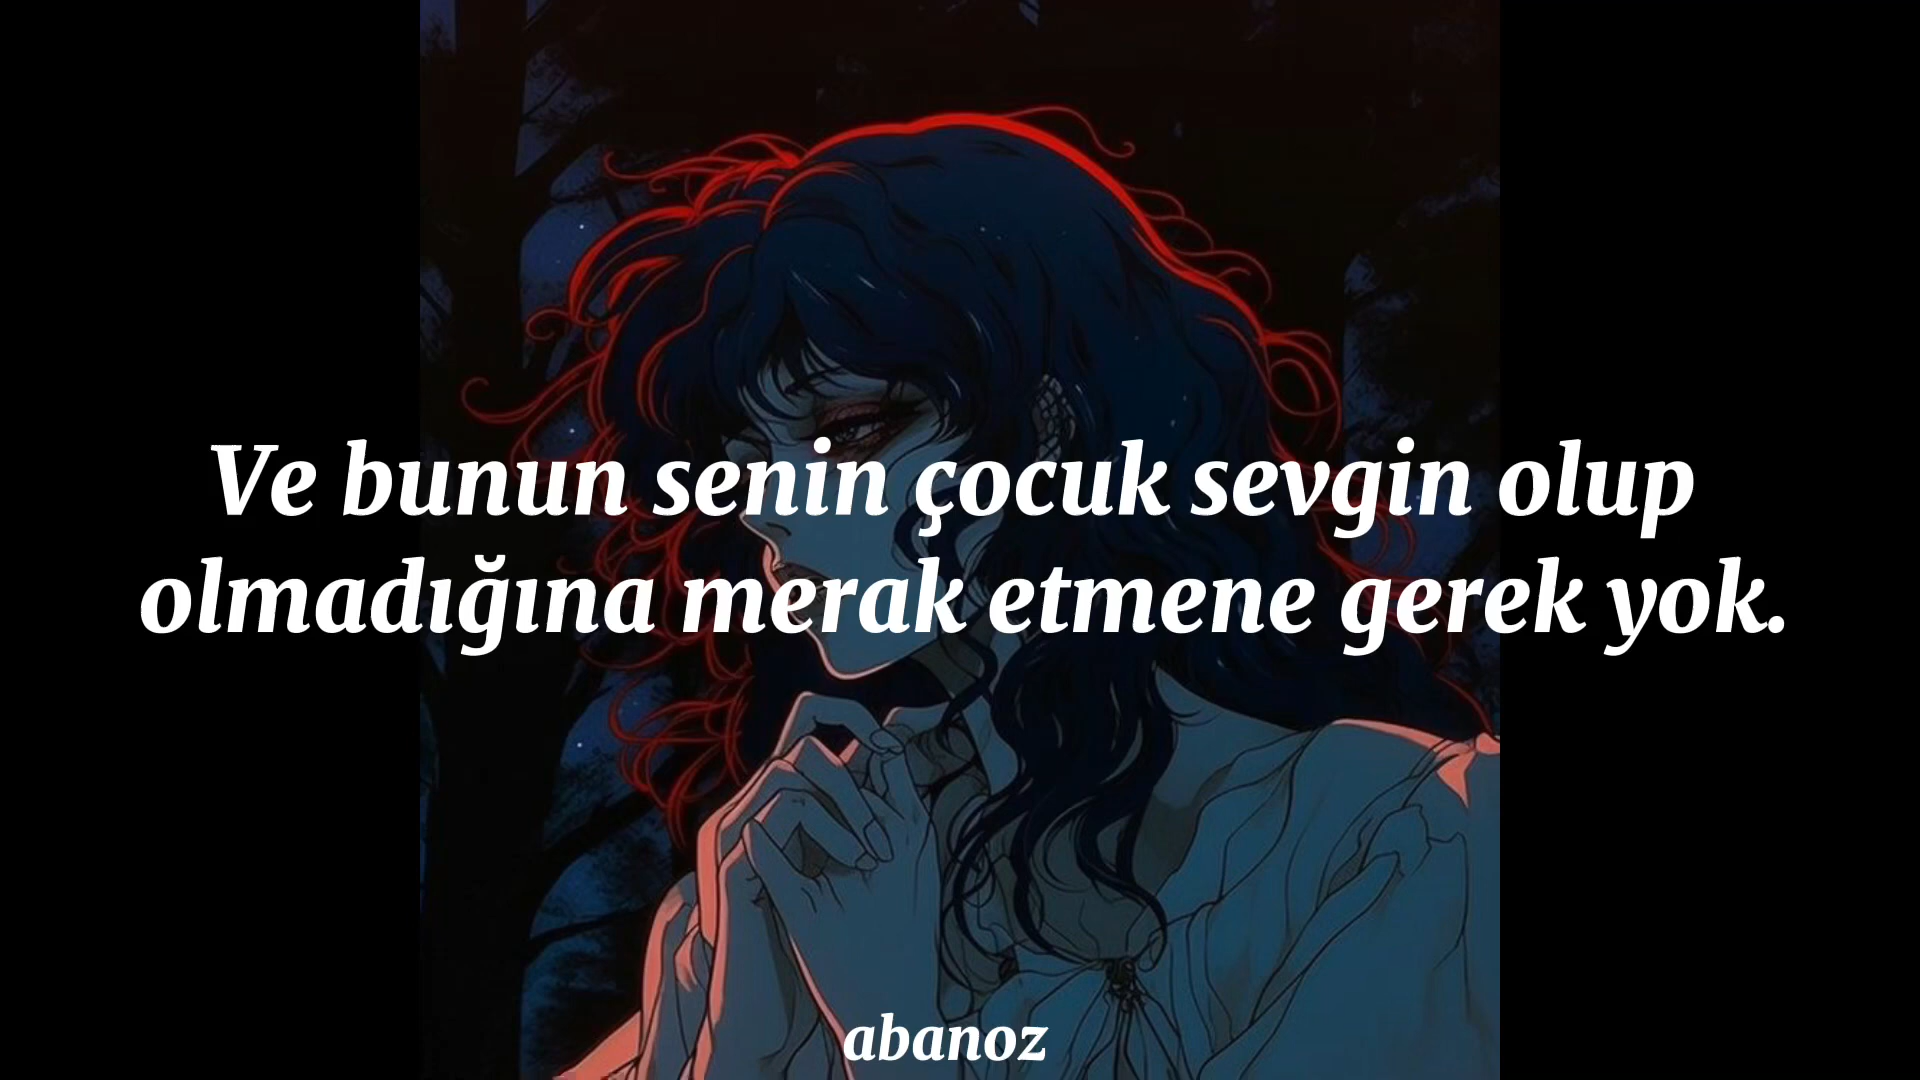 Ve bunun senin çocuk sevgin olup
olmadığına merak etmene gerek yok.
abanoz